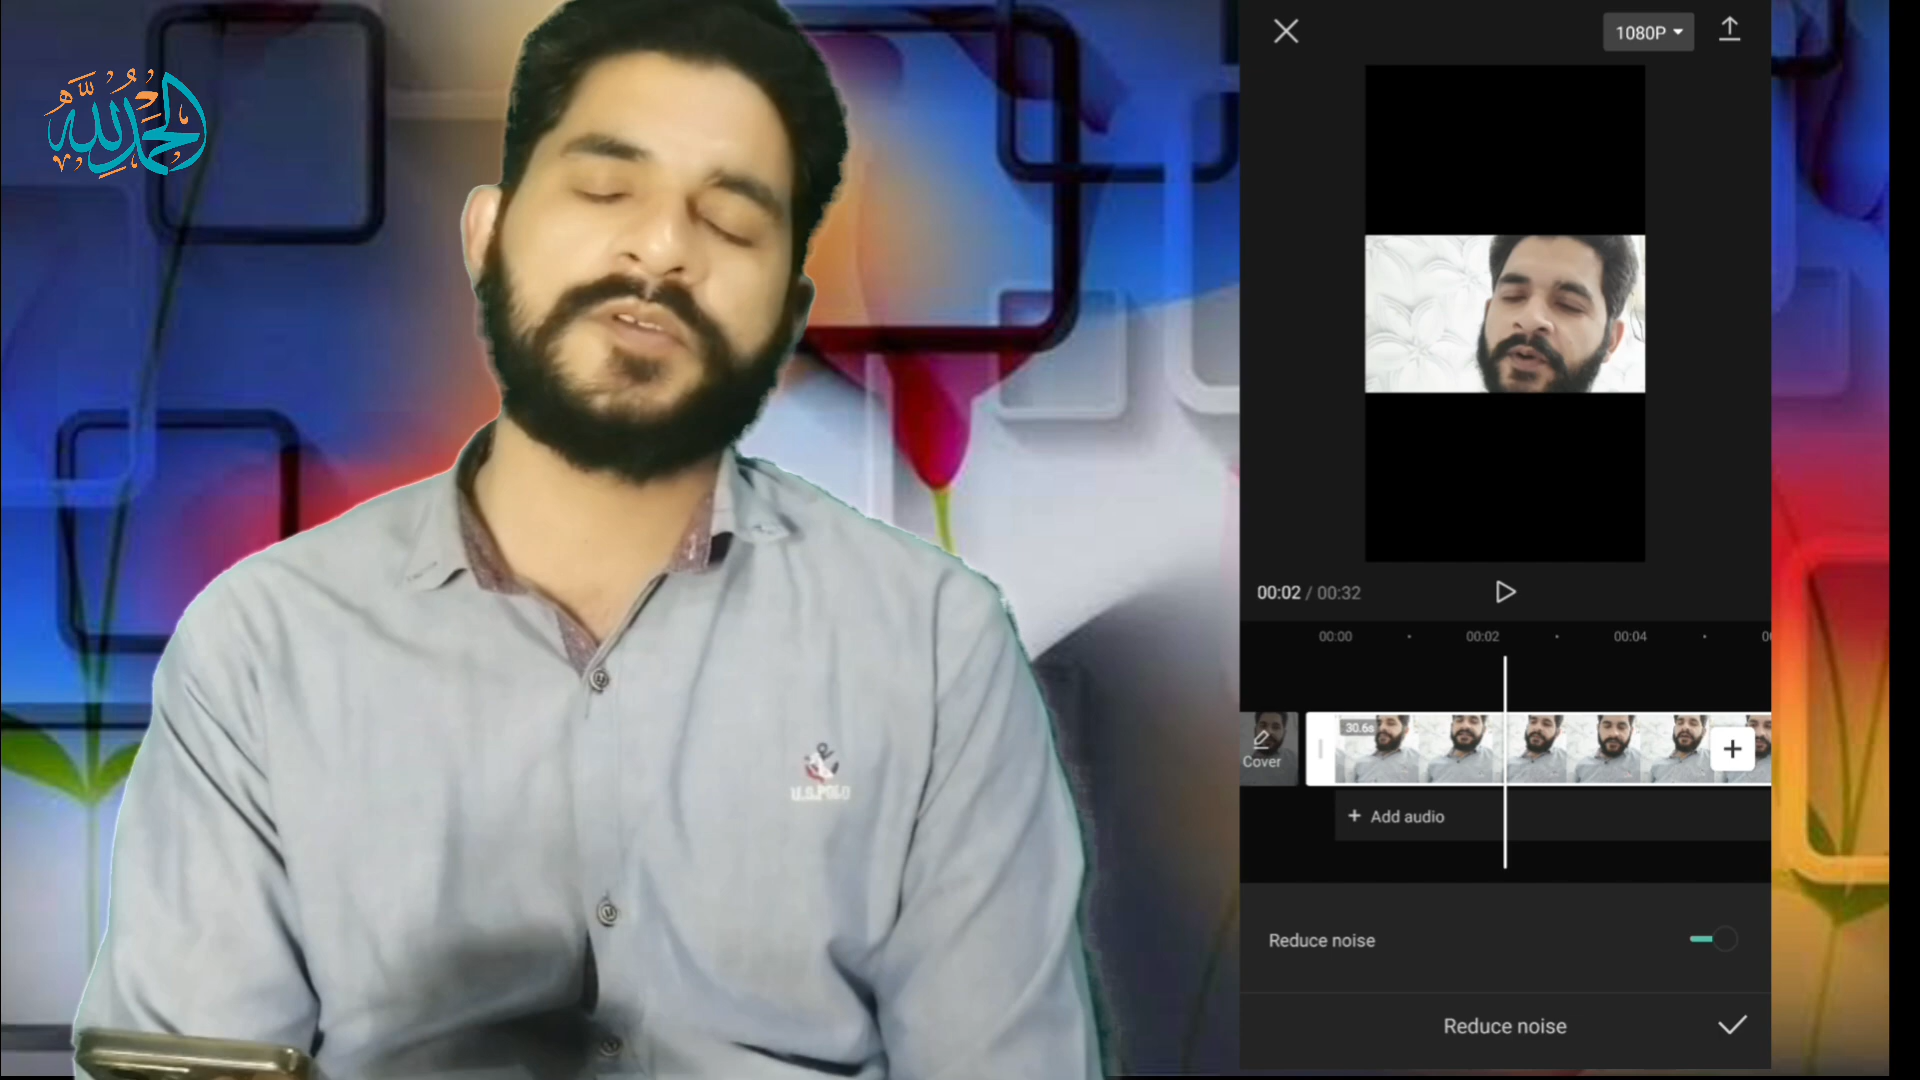 الحمد لله
U.S. POLO
1080P
00:02 / 00:32
00:00
00:02
00:04
30.6s
Cover
+ Add audio
Reduce noise
Reduce noise